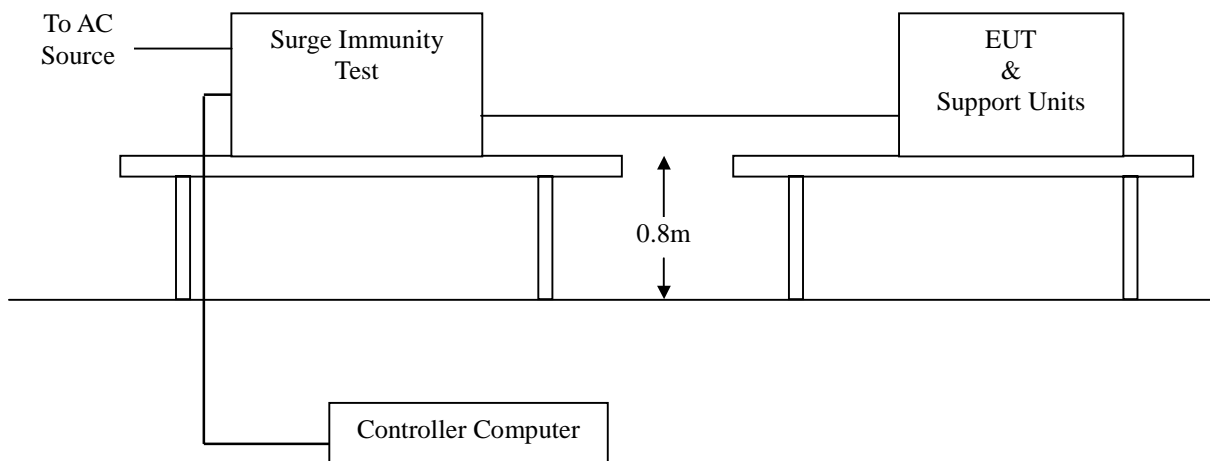 To AC
Source
Surge Immunity
Test
EUT
&
Support Units
0.8m
Controller Computer